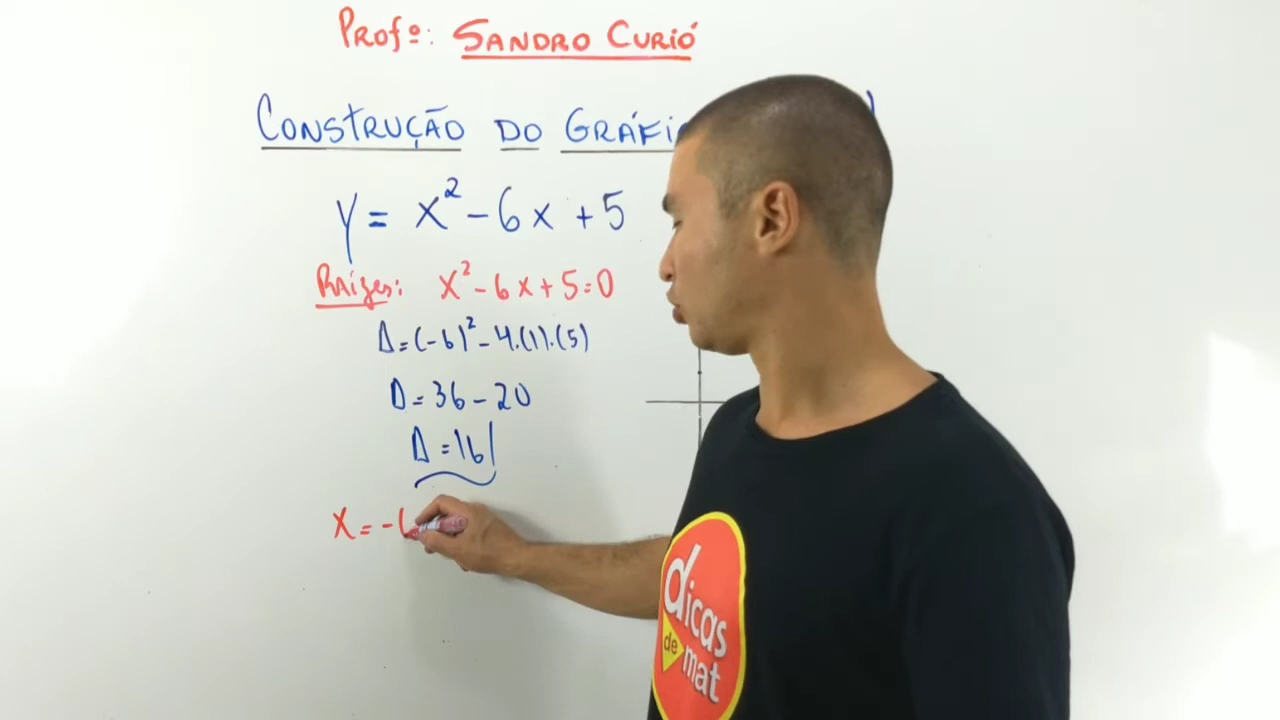 Profº: SANDRO CURIÓ
CONSTRUÇÃO DO GRÁFI
Y = x² - 6x + 5
Raízes: x² - 6x + 5 = 0
Δ = (-6)² - 4.(1).(5)
Δ = 36 - 20
Δ = 16
X = -(
dicas
de
mat